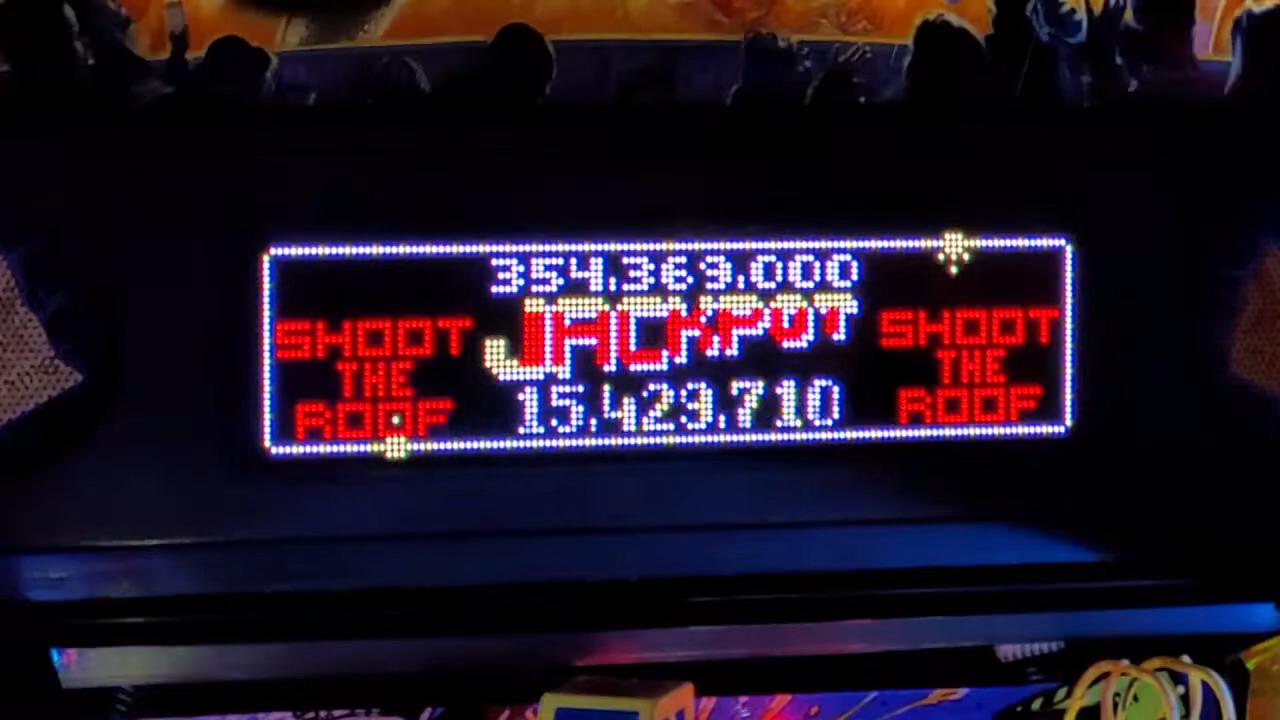 354,369,000
JACKPOT
15,429,710
SHOOT
THE
ROOF
SHOOT
THE
ROOF